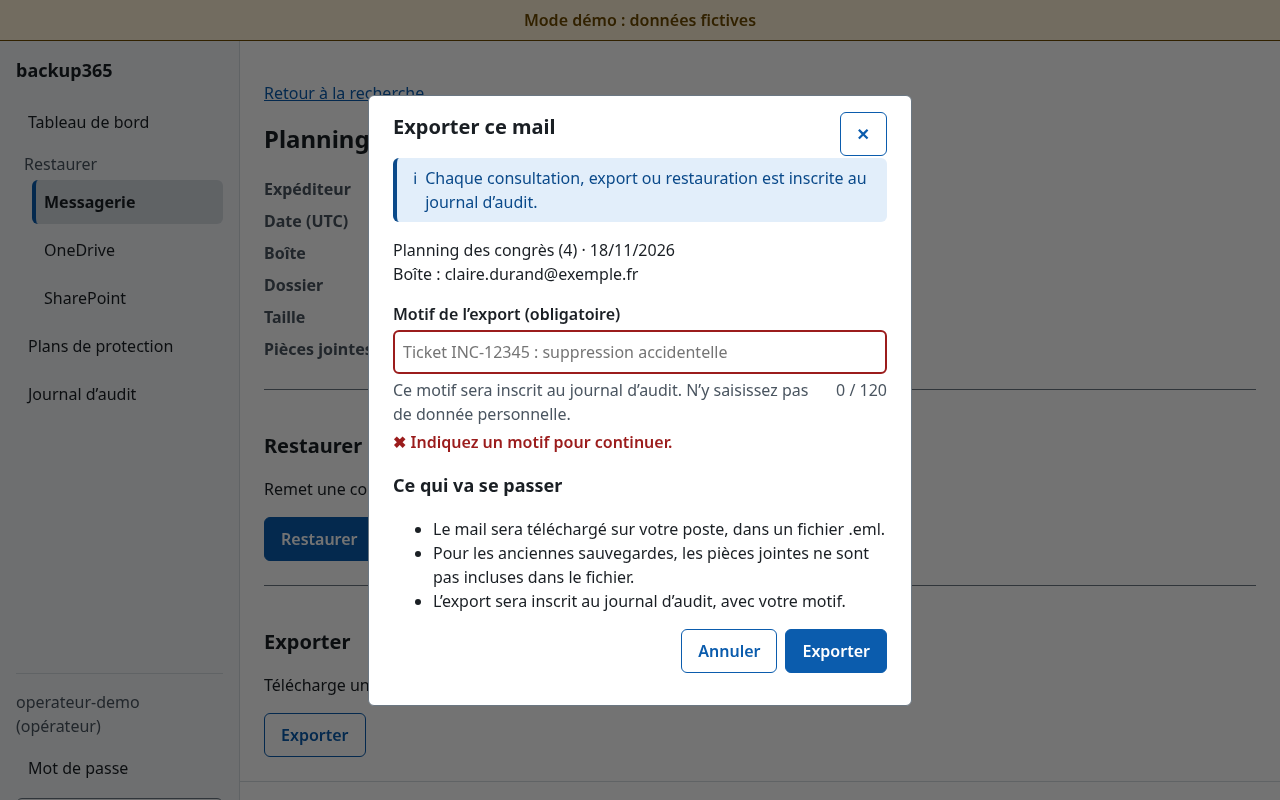 Mode démo : données fictives
backup365
Tableau de bord
Restaurer
Messagerie
OneDrive
SharePoint
Plans de protection
Journal d’audit
operateur-demo
(opérateur)
Mot de passe
Retour à la recherche
Planning
Expéditeur
Date (UTC)
Boîte
Dossier
Taille
Pièces jointes
Restaurer
Remet une co
Restaurer
Exporter
Télécharge un
Exporter
Exporter ce mail
×
i Chaque consultation, export ou restauration est inscrite au
journal d’audit.
Planning des congrès (4) · 18/11/2026
Boîte : claire.durand@exemple.fr
Motif de l’export (obligatoire)
Ticket INC-12345 : suppression accidentelle
Ce motif sera inscrit au journal d’audit. N’y saisissez pas 0 / 120
de donnée personnelle.
✖ Indiquez un motif pour continuer.
Ce qui va se passer
• Le mail sera téléchargé sur votre poste, dans un fichier .eml.
• Pour les anciennes sauvegardes, les pièces jointes ne sont
pas incluses dans le fichier.
• L’export sera inscrit au journal d’audit, avec votre motif.
Annuler
Exporter